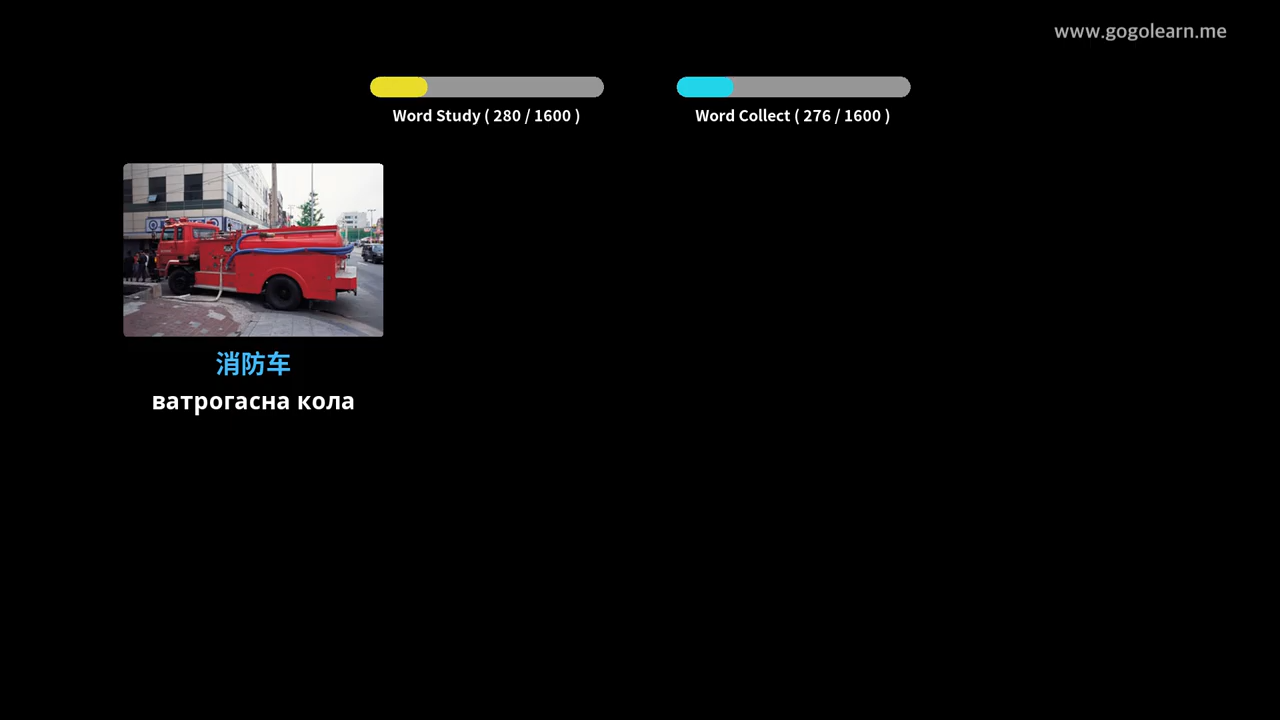 www.gogolearn.me
Word Study ( 280 / 1600 )
Word Collect ( 276 / 1600 )
消防车
ватрогасна кола